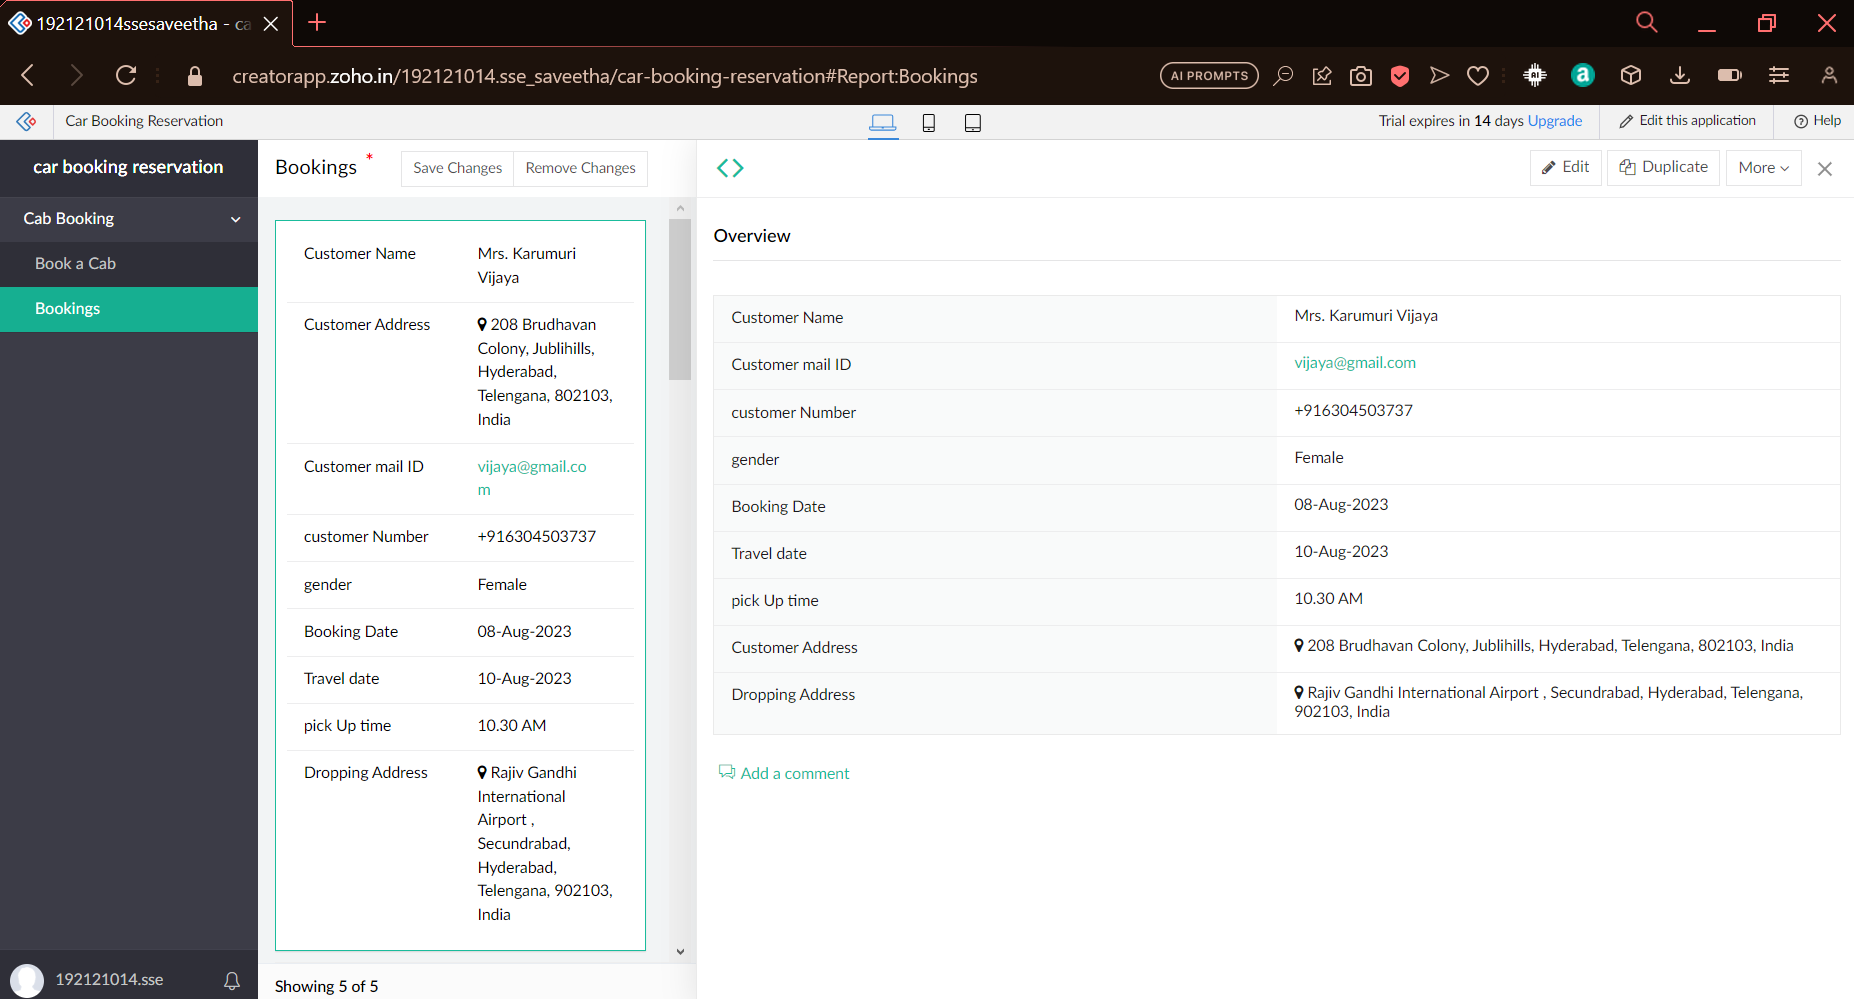 192121014ssesaveetha - ca
creatorapp.zoho.in/192121014.sse_saveetha/car-booking-reservation#Report:Bookings
AI PROMPTS
AI
a
Car Booking Reservation
Trial expires in 14 days Upgrade
Edit this application
Help
car booking reservation
Cab Booking
Book a Cab
Bookings
192121014.sse
Bookings *
Save Changes
Remove Changes
Customer Name
Mrs. Karumuri
Vijaya
Customer Address
208 Brudhavan
Colony, Jublihills,
Hyderabad,
Telengana, 802103,
India
Customer mail ID
vijaya@gmail.co
m
customer Number
+916304503737
gender
Female
Booking Date
08-Aug-2023
Travel date
10-Aug-2023
pick Up time
10.30 AM
Dropping Address
Rajiv Gandhi
International
Airport ,
Secundrabad,
Hyderabad,
Telengana, 902103,
India
Showing 5 of 5
Edit
Duplicate
More
Overview
Customer Name
Mrs. Karumuri Vijaya
Customer mail ID
vijaya@gmail.com
customer Number
+916304503737
gender
Female
Booking Date
08-Aug-2023
Travel date
10-Aug-2023
pick Up time
10.30 AM
Customer Address
208 Brudhavan Colony, Jublihills, Hyderabad, Telengana, 802103, India
Dropping Address
Rajiv Gandhi International Airport , Secundrabad, Hyderabad, Telengana,
902103, India
Add a comment